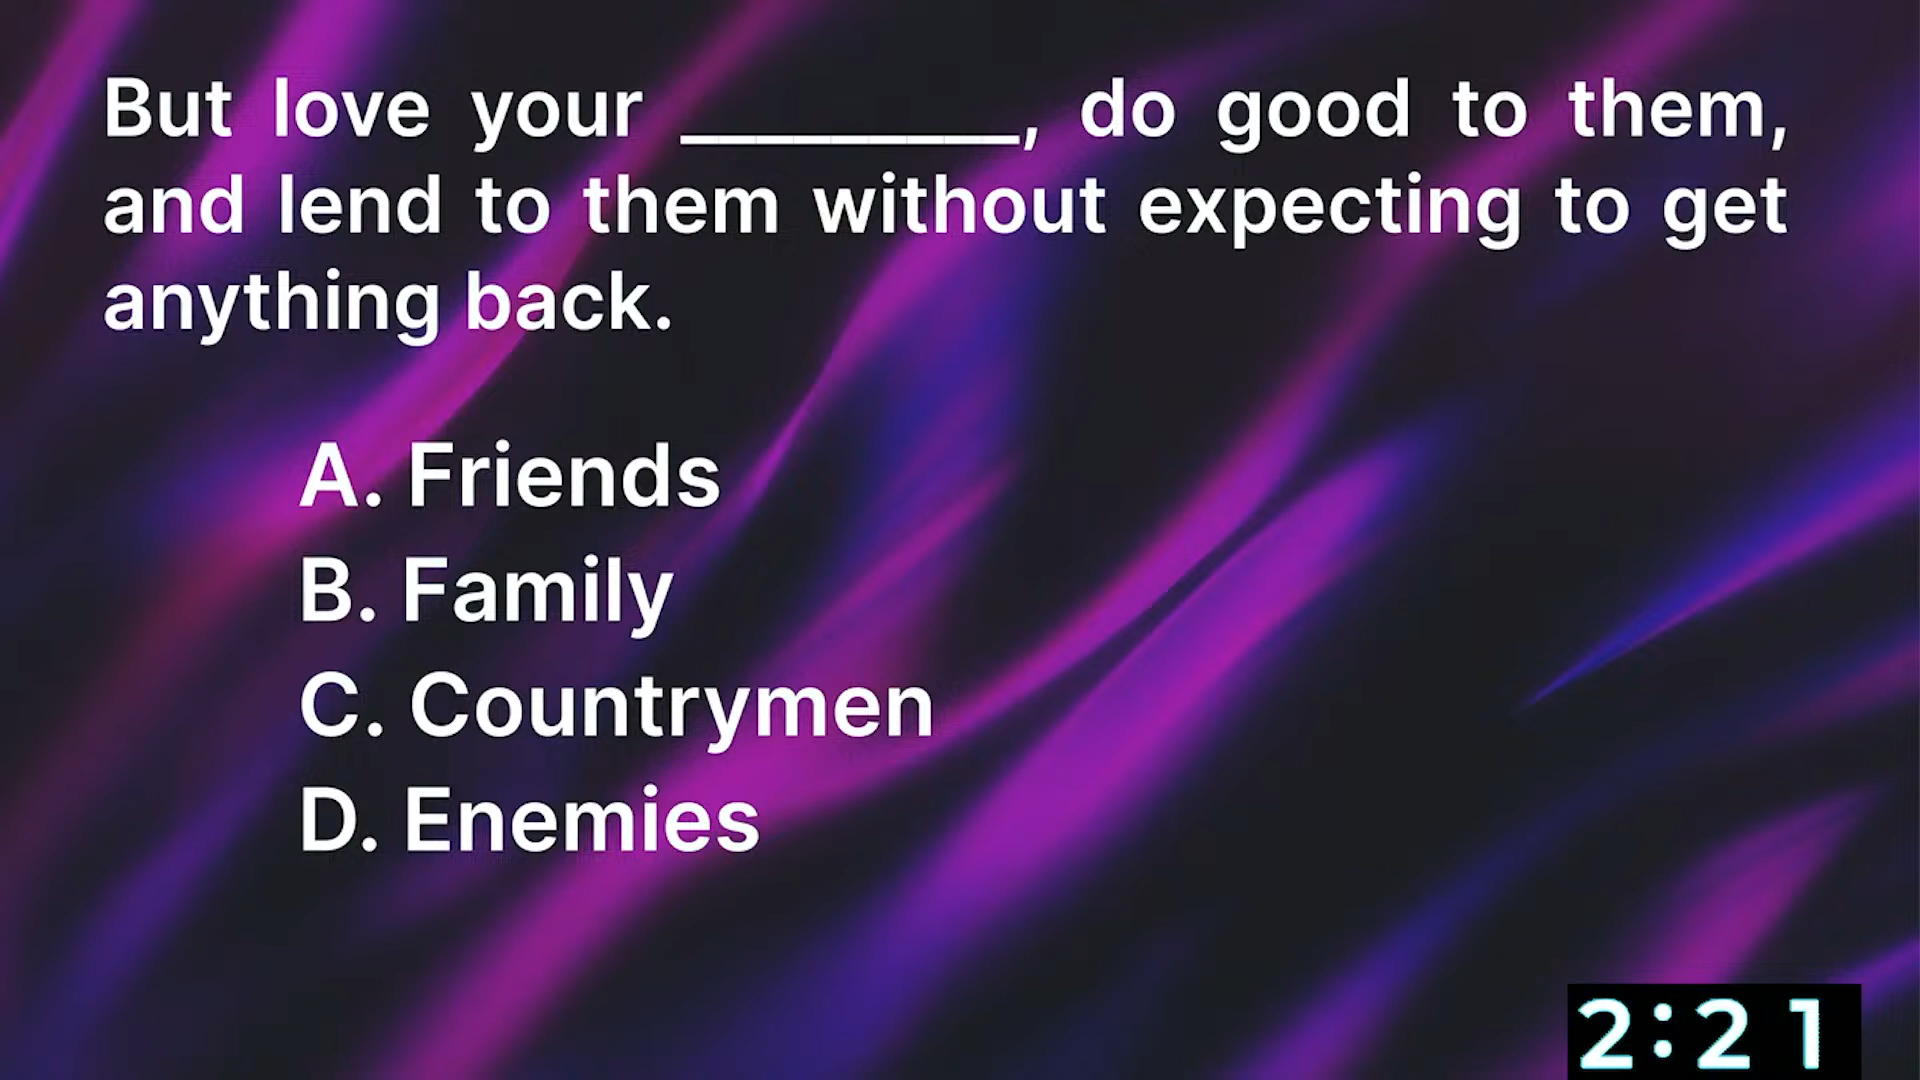 But love your _________, do good to them,
and lend to them without expecting to get
anything back.
A. Friends
B. Family
C. Countrymen
D. Enemies
2:21